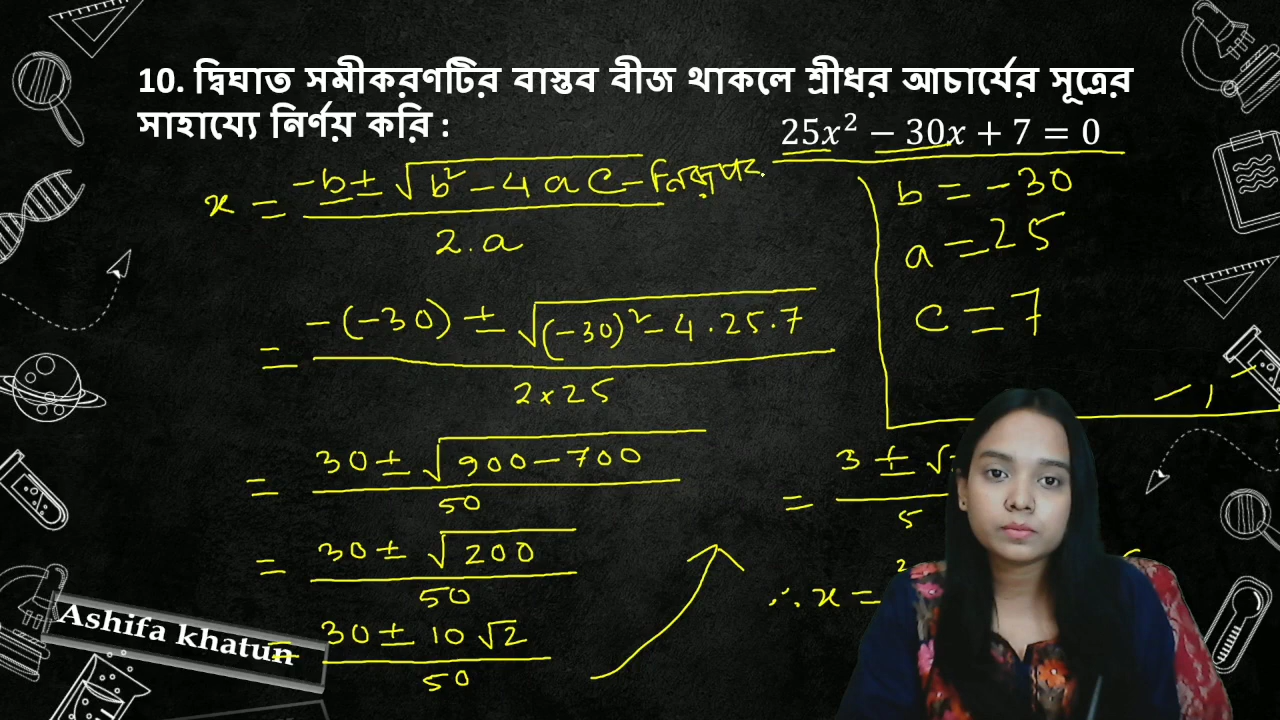 10. দ্বিঘাত সমীকরণটির বাস্তব বীজ থাকলে শ্রীধর আচার্যের সূত্রের
সাহায্যে নির্ণয় করি :
25x² − 30x + 7 = 0
x = (-b ± √(b² - 4ac)) / 2.a
b = -30
a = 25
c = 7
= (-(-30) ± √((-30)² - 4.25.7)) / 2×25
= (30 ± √(900-700)) / 50
= (30 ± √200) / 50
= (30 ± 10√2) / 50
= 3 ± √ / 5
∴ x =
Ashifa khatun